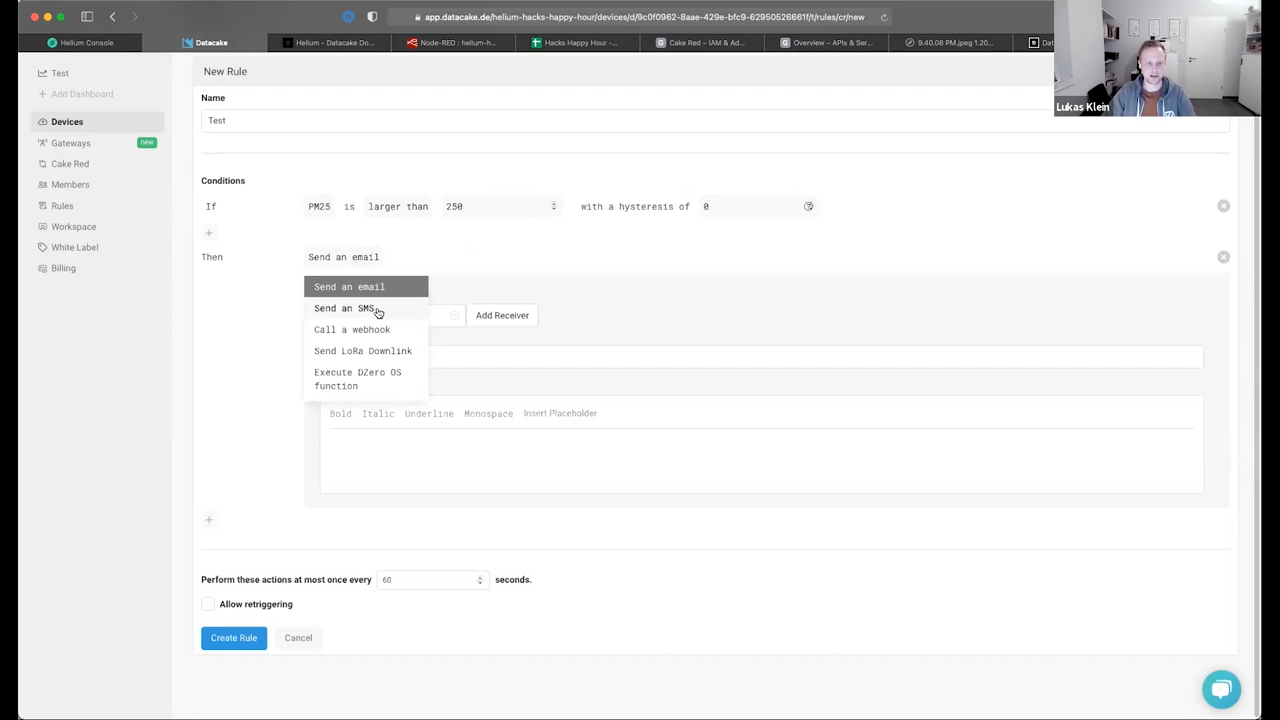 app.datacake.de/helium-hacks-happy-hour/devices/d/9c0f0962-8aae-429e-bfc9-62950526661f/t/rules/cr/new
Helium Console
Datacake
Helium - Datacake Do...
Node-RED : helium-h...
Hacks Happy Hour -...
Cake Red – IAM & Ad...
Overview – APIs & Ser...
9.40.06 PM.jpeg 1.20...
Dat
Lukas Klein
Test
Add Dashboard
Devices
Gateways new
Cake Red
Members
Rules
Workspace
White Label
Billing
New Rule
Name
Test
Conditions
If PM25 is larger than 250 with a hysteresis of 0
Then Send an email
Send an email
Send an SMS
Call a webhook
Send LoRa Downlink
Execute DZero OS
function
Add Receiver
Bold Italic Underline Monospace Insert Placeholder
Perform these actions at most once every 60 seconds.
Allow retriggering
Create Rule Cancel